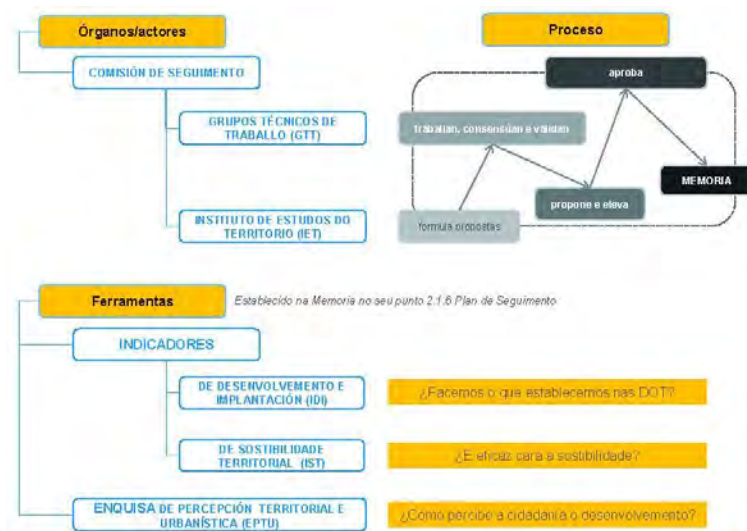 Órganos/actores
COMISIÓN DE SEGUIMENTO
GRUPOS TÉCNICOS DE
TRABALLO (GTT)
INSTITUTO DE ESTUDOS DO
TERRITORIO (IET)
Proceso
aproba
traballan, consensúan e validan
MEMORIA
propone e eleva
formula propostas
Ferramentas
Establecido na Memoria no seu punto 2.1.6 Plan de Seguimento
INDICADORES
DE DESENVOLVEMENTO E
IMPLANTACIÓN (IDI)
¿Facemos o que establecemos nas DOT?
DE SOSTIBILIDADE
TERRITORIAL (IST)
¿É eficaz cara a sostibilidade?
ENQUISA DE PERCEPCIÓN TERRITORIAL E
URBANÍSTICA (EPTU)
¿Como percibe a cidadanía o desenvolvemento?